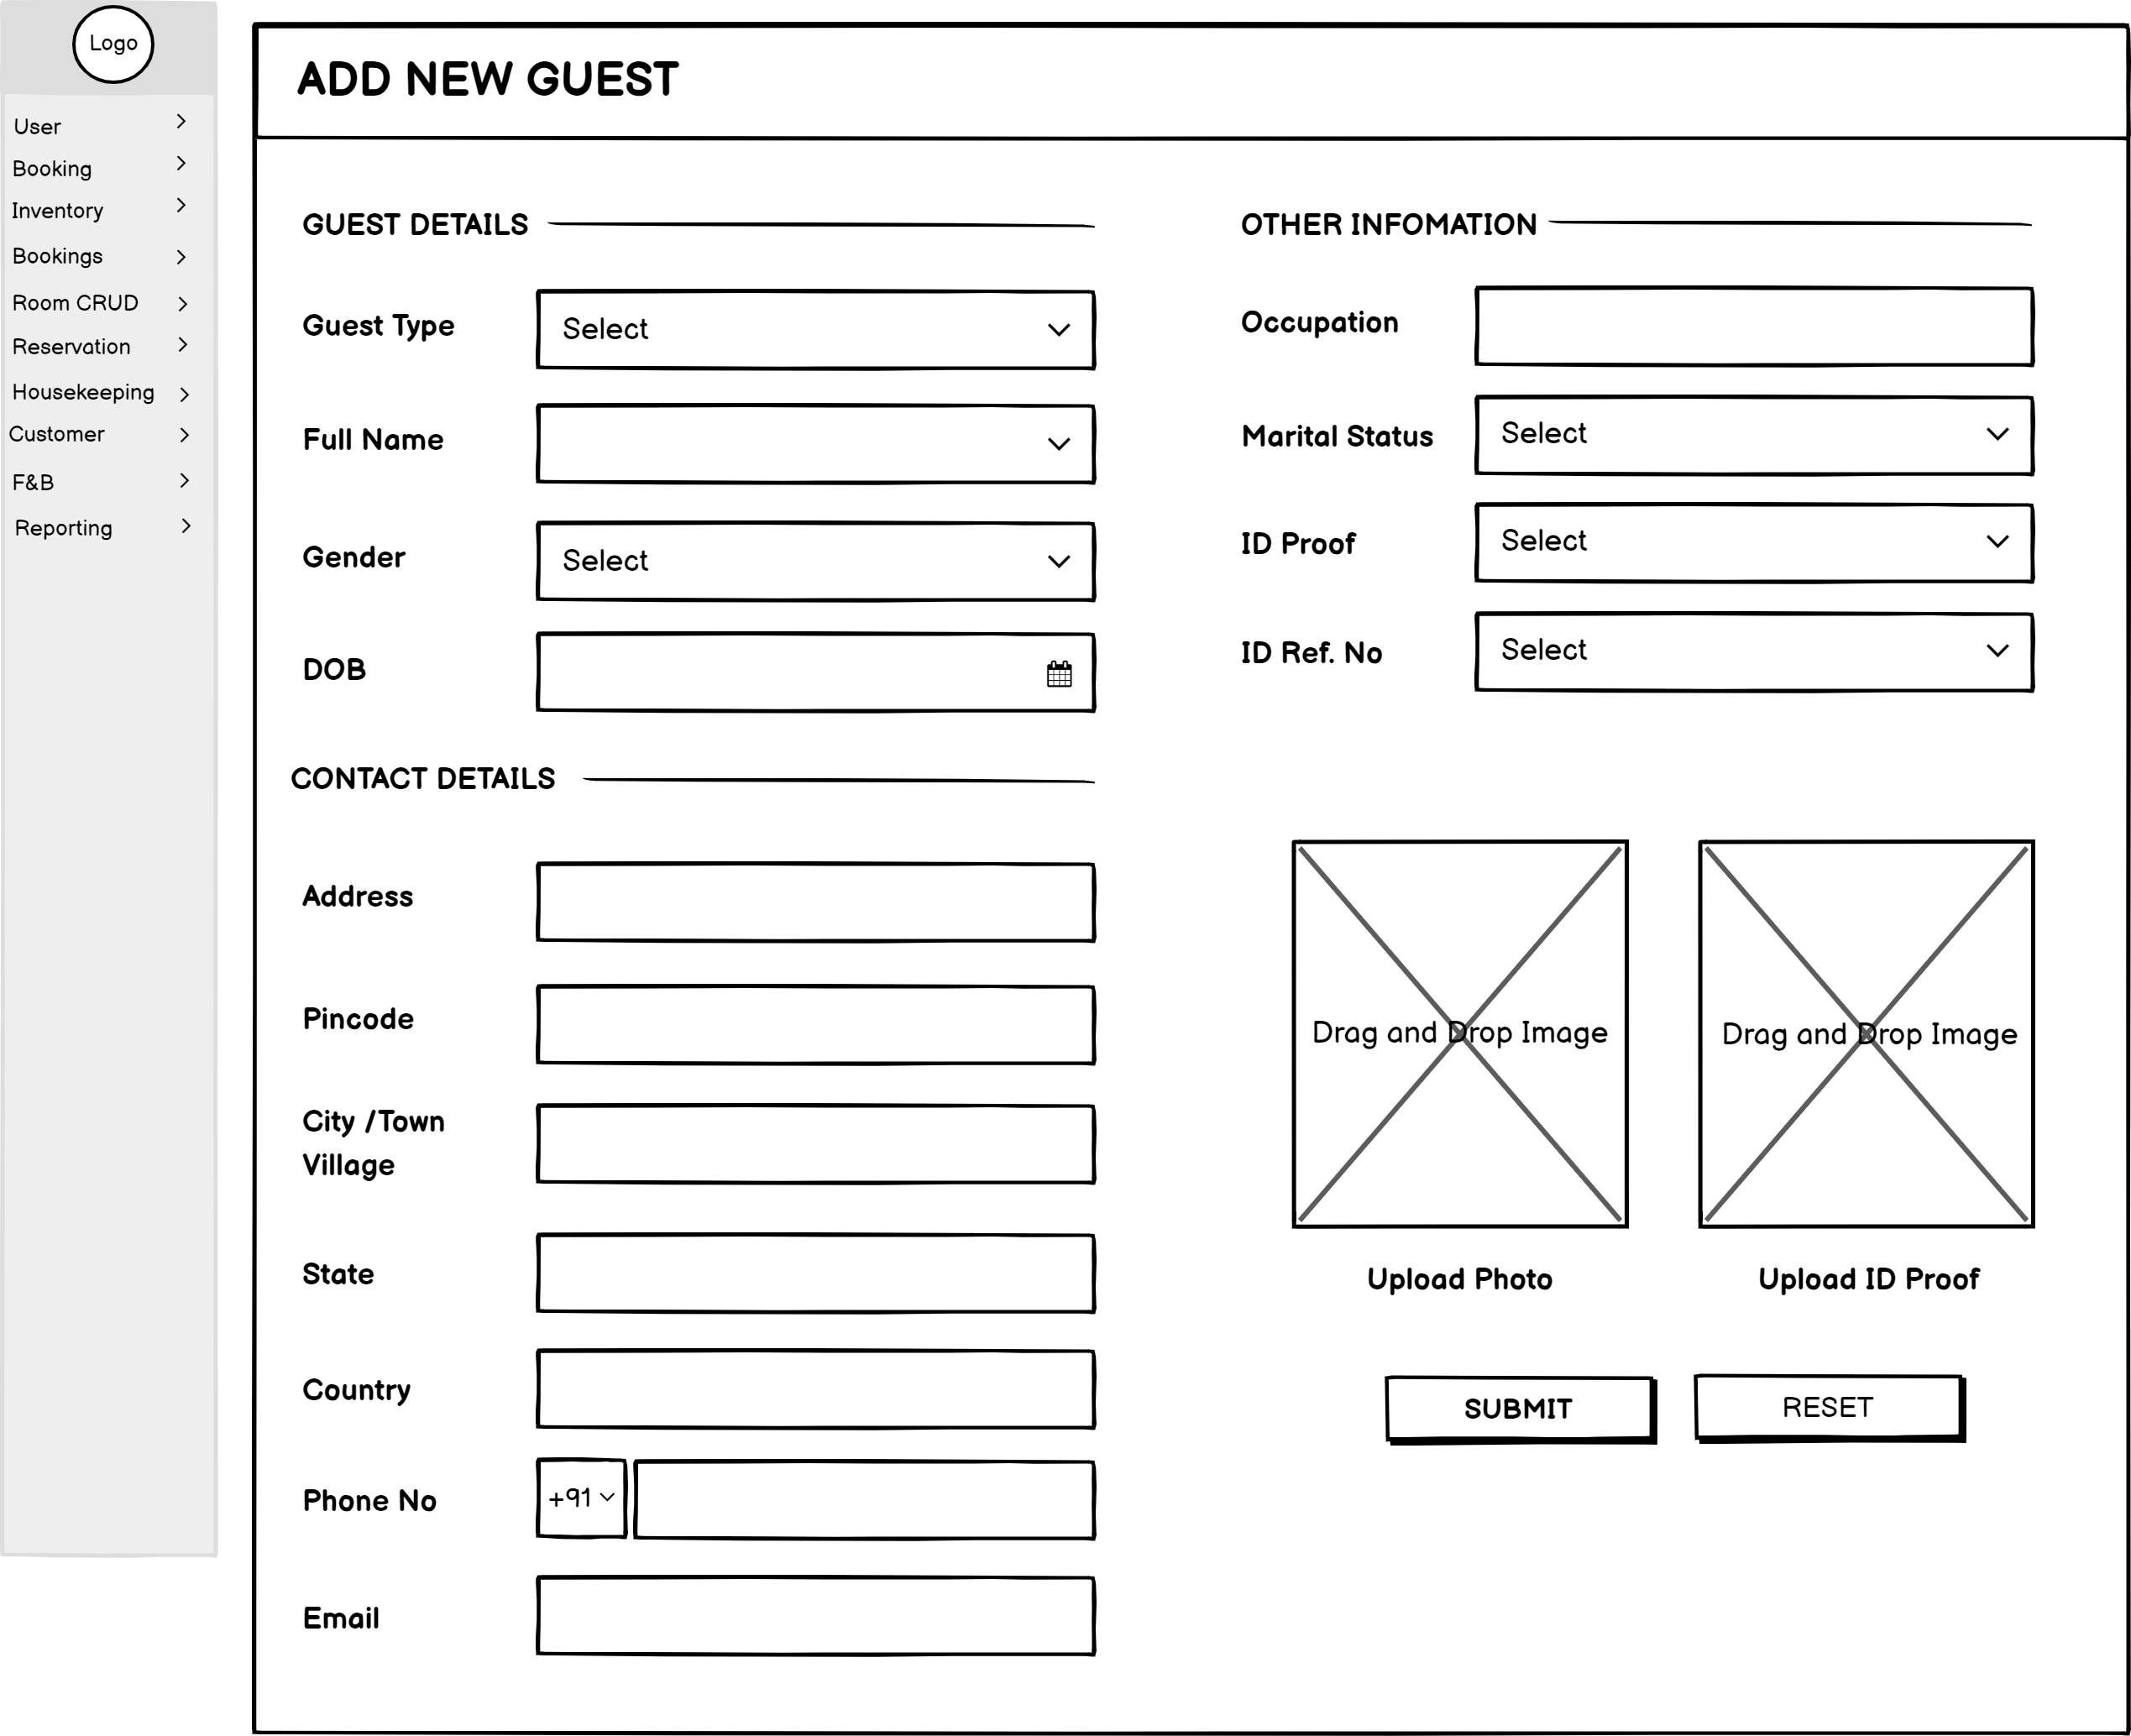 Logo
User
Booking
Inventory
Bookings
Room CRUD
Reservation
Housekeeping
Customer
F&B
Reporting
ADD NEW GUEST
GUEST DETAILS
Guest Type
Select
Full Name
Gender
Select
DOB
CONTACT DETAILS
Address
Pincode
City /Town
Village
State
Country
Phone No
+91
Email
OTHER INFOMATION
Occupation
Marital Status
Select
ID Proof
Select
ID Ref. No
Select
Drag and Drop Image
Drag and Drop Image
Upload Photo
Upload ID Proof
SUBMIT
RESET